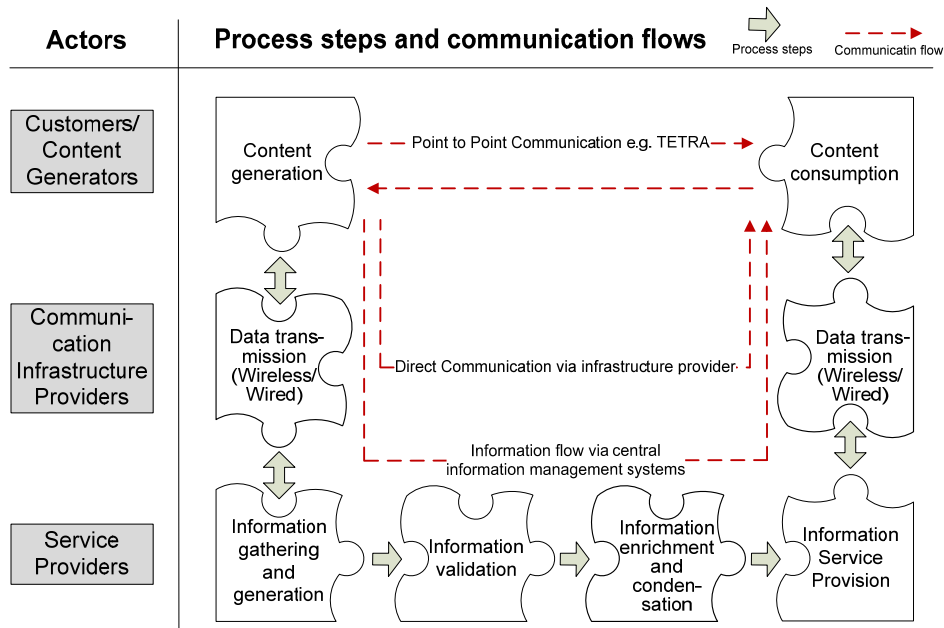 Actors
Process steps and communication flows
Process steps
Communicatin flow
Customers/
Content
Generators
Content
generation
Point to Point Communication e.g. TETRA
Content
consumption
Communi-
cation
Infrastructure
Providers
Data trans-
mission
(Wireless/
Wired)
Direct Communication via infrastructure provider
Data trans-
mission
(Wireless/
Wired)
Information flow via central
information management systems
Service
Providers
Information
gathering and
generation
Information
validation
Information
enrichment
and
conden-
sation
Information
Service
Provision